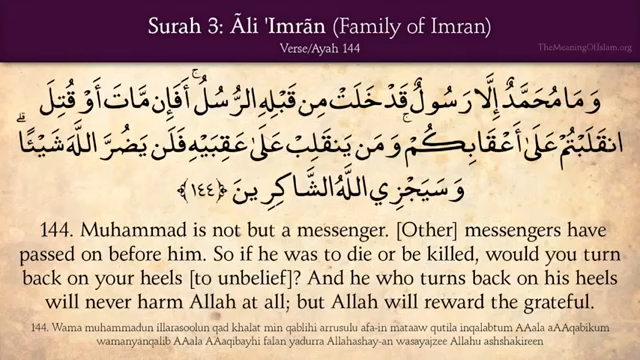 Surah 3: Ãli 'Imrãn (Family of Imran)
Verse/Ayah 144
TheMeaningOfIslam.org
وَمَا مُحَمَّدٌ إِلَّا رَسُولٌ قَدْ خَلَتْ مِن قَبْلِهِ الرُّسُلُ ۚ أَفَإِن مَّاتَ أَوْ قُتِلَ
انقَلَبْتُمْ عَلَىٰ أَعْقَابِكُمْ ۚ وَمَن يَنقَلِبْ عَلَىٰ عَقِبَيْهِ فَلَن يَضُرَّ اللَّهَ شَيْئًا ۗ
وَسَيَجْزِي اللَّهُ الشَّاكِرِينَ ﴿١٤٤﴾
144. Muhammad is not but a messenger. [Other] messengers have
passed on before him. So if he was to die or be killed, would you turn
back on your heels [to unbelief]? And he who turns back on his heels
will never harm Allah at all; but Allah will reward the grateful.
144. Wama muhammadun illarasoolun qad khalat min qablihi arrusulu afa-in mataaw qutila inqalabtum AAala aAAqabikum
wamanyanqalib AAala AAaqibayhi falan yadurra Allahashay-an wasayajzee Allahu ashshakireen